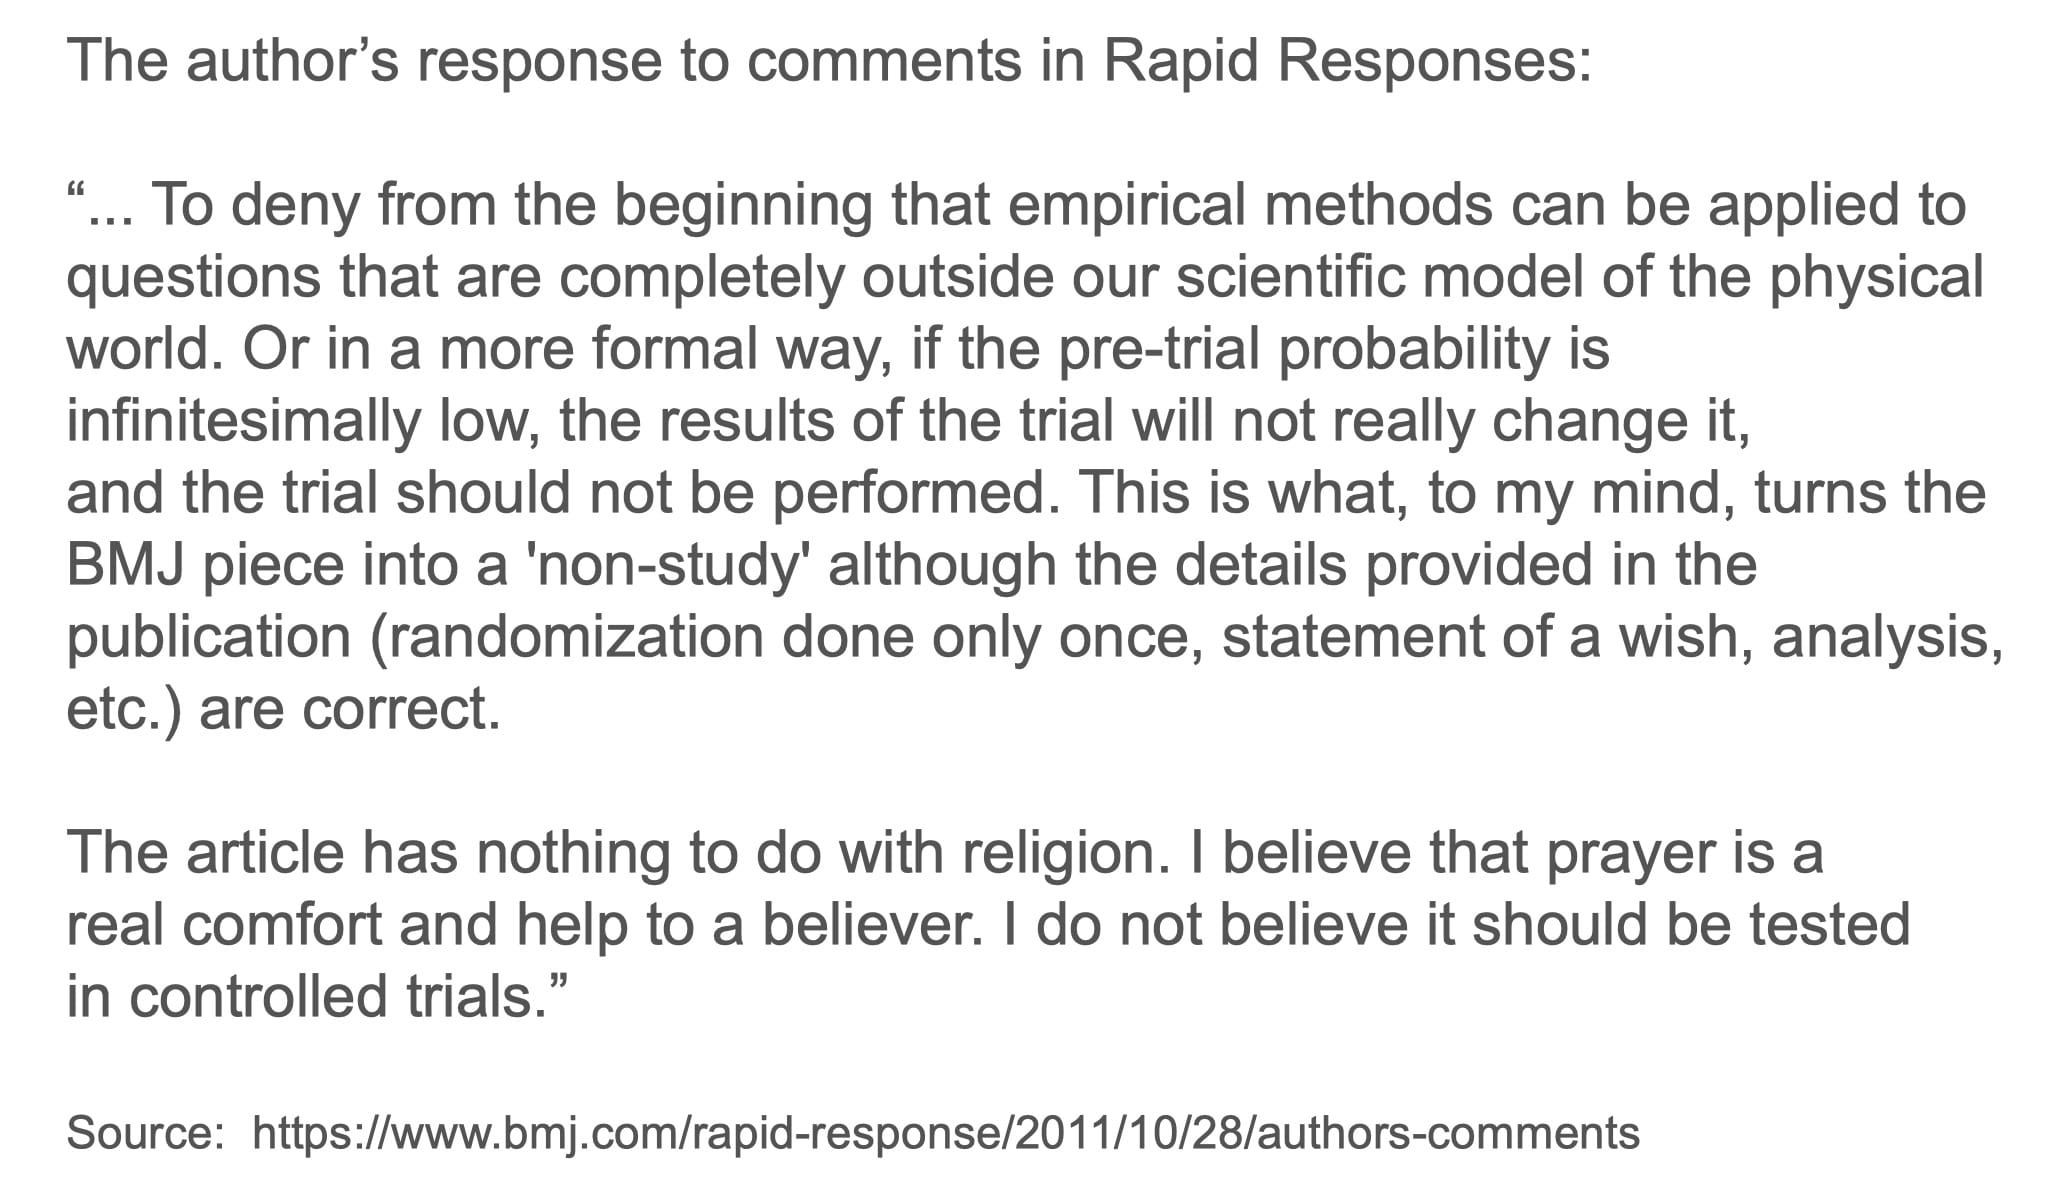 The author’s response to comments in Rapid Responses:
“... To deny from the beginning that empirical methods can be applied to
questions that are completely outside our scientific model of the physical
world. Or in a more formal way, if the pre-trial probability is
infinitesimally low, the results of the trial will not really change it,
and the trial should not be performed. This is what, to my mind, turns the
BMJ piece into a 'non-study' although the details provided in the
publication (randomization done only once, statement of a wish, analysis,
etc.) are correct.
The article has nothing to do with religion. I believe that prayer is a
real comfort and help to a believer. I do not believe it should be tested
in controlled trials.”
Source:  https://www.bmj.com/rapid-response/2011/10/28/authors-comments